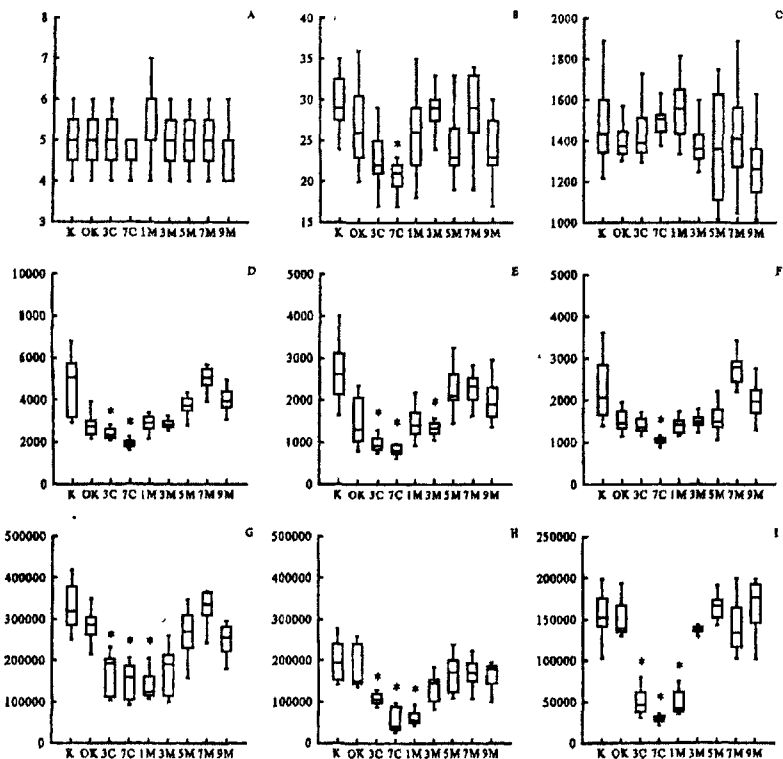 A
8
7
6
5
4
3
K OK 3C 7C 1M 3M 5M 7M 9M
B
40
35
30
25
20
15
*
K OK 3C 7C 1M 3M 5M 7M 9M
C
2000
1800
1600
1400
1200
1000
K OK 3C 7C 1M 3M 5M 7M 9M
D
10000
8000
6000
4000
2000
0
* *
K OK 3C 7C 1M 3M 5M 7M 9M
E
5000
4000
3000
2000
1000
0
* * *
K OK 3C 7C 1M 3M 5M 7M 9M
F
5000
4000
3000
2000
1000
0
*
K OK 3C 7C 1M 3M 5M 7M 9M
G
500000
400000
300000
200000
100000
0
* * *
K OK 3C 7C 1M 3M 5M 7M 9M
H
500000
400000
300000
200000
100000
0
* * *
K OK 3C 7C 1M 3M 5M 7M 9M
I
200000
150000
100000
50000
0
* * *
K OK 3C 7C 1M 3M 5M 7M 9M